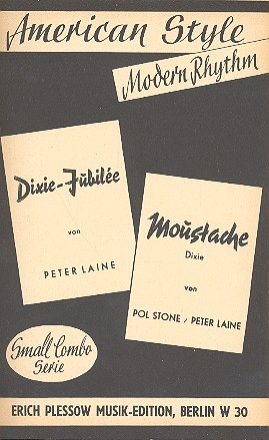 American Style
Modern Rhythm
Dixie-Jubilée
von
PETER LAINE
Moustache
Dixie
von
POL STONE / PETER LAINE
Small Combo
Serie
ERICH PLESSOW MUSIK-EDITION, BERLIN W 30